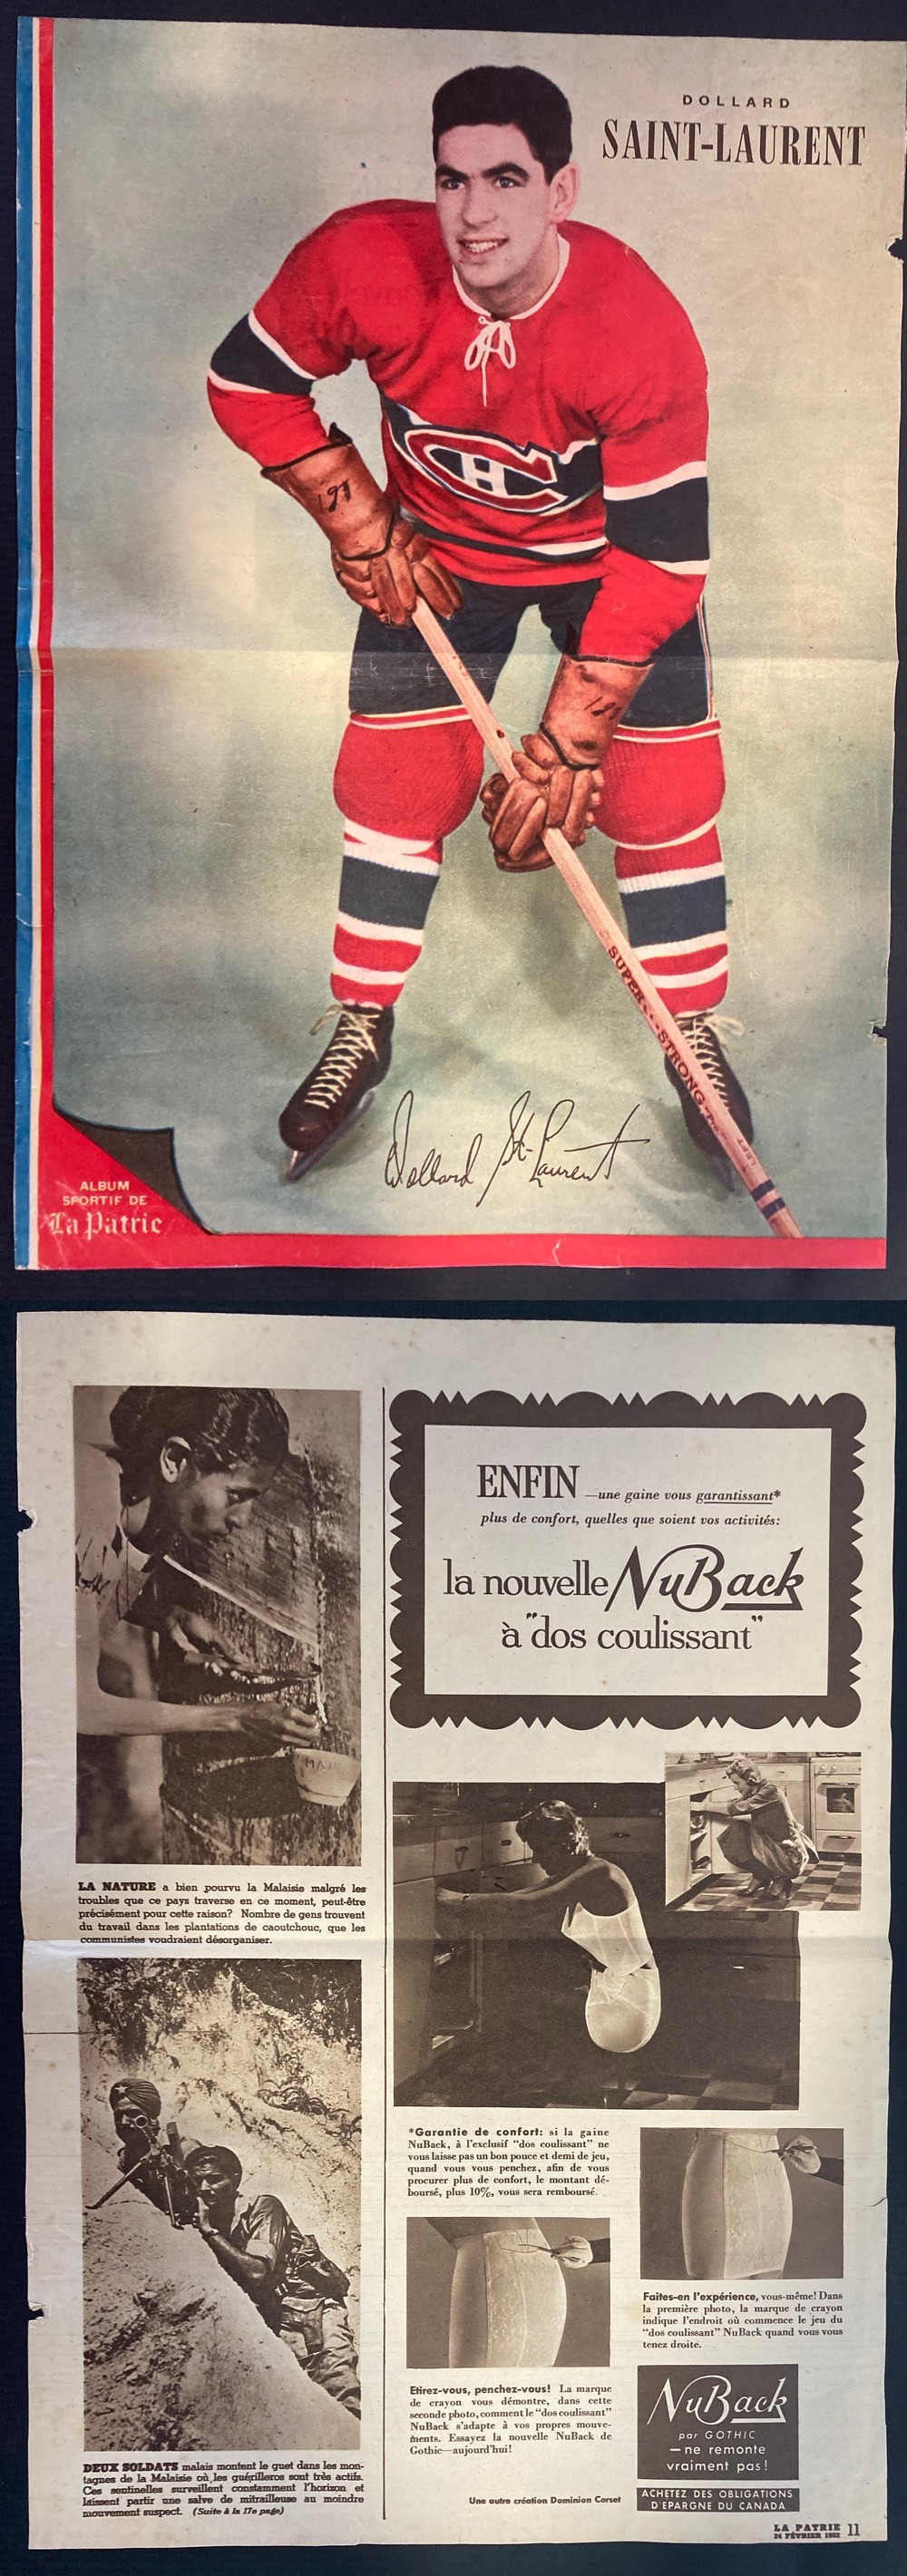 DOLLARD
SAINT-LAURENT
CH
SUPER
STRONG
Dollard St-Laurent
ALBUM
SPORTIF DE
La Patrie
LA NATURE a bien pourvu la Malaisie malgré les
troubles que ce pays traverse en ce moment, peut-être
précisément pour cette raison? Nombre de gens trouvent
du travail dans les plantations de caoutchouc, que les
communistes voudraient désorganiser.
DEUX SOLDATS malais montent le guet dans les mon-
tagnes de la Malaisie où les guérilleros sont très actifs.
Ces sentinelles surveillent constamment l'horizon et
laissent partir une salve de mitrailleuse au moindre
mouvement suspect. (Suite à la 17e page)
ENFIN —une gaine vous garantissant*
plus de confort, quelles que soient vos activités:
la nouvelle NuBack
à "dos coulissant"
*Garantie de confort: si la gaine
NuBack, à l'exclusif "dos coulissant" ne
vous laisse pas un bon pouce et demi de jeu,
quand vous vous penchez, afin de vous
procurer plus de confort, le montant dé-
boursé, plus 10%, vous sera remboursé.
Faites-en l'expérience, vous-même! Dans
la première photo, la marque de crayon
indique l'endroit où commence le jeu du
"dos coulissant" NuBack quand vous vous
tenez droite.
Etirez-vous, penchez-vous! La marque
de crayon vous démontre, dans cette
seconde photo, comment le "dos coulissant"
NuBack s'adapte à vos propres mouve-
ments. Essayez la nouvelle NuBack de
Gothic—aujourd'hui!
NuBack
par GOTHIC
—ne remonte
vraiment pas!
ACHETEZ DES OBLIGATIONS
D'EPARGNE DU CANADA
Une autre création Dominion Corset
LA PATRIE 11
24 FÉVRIER 1952